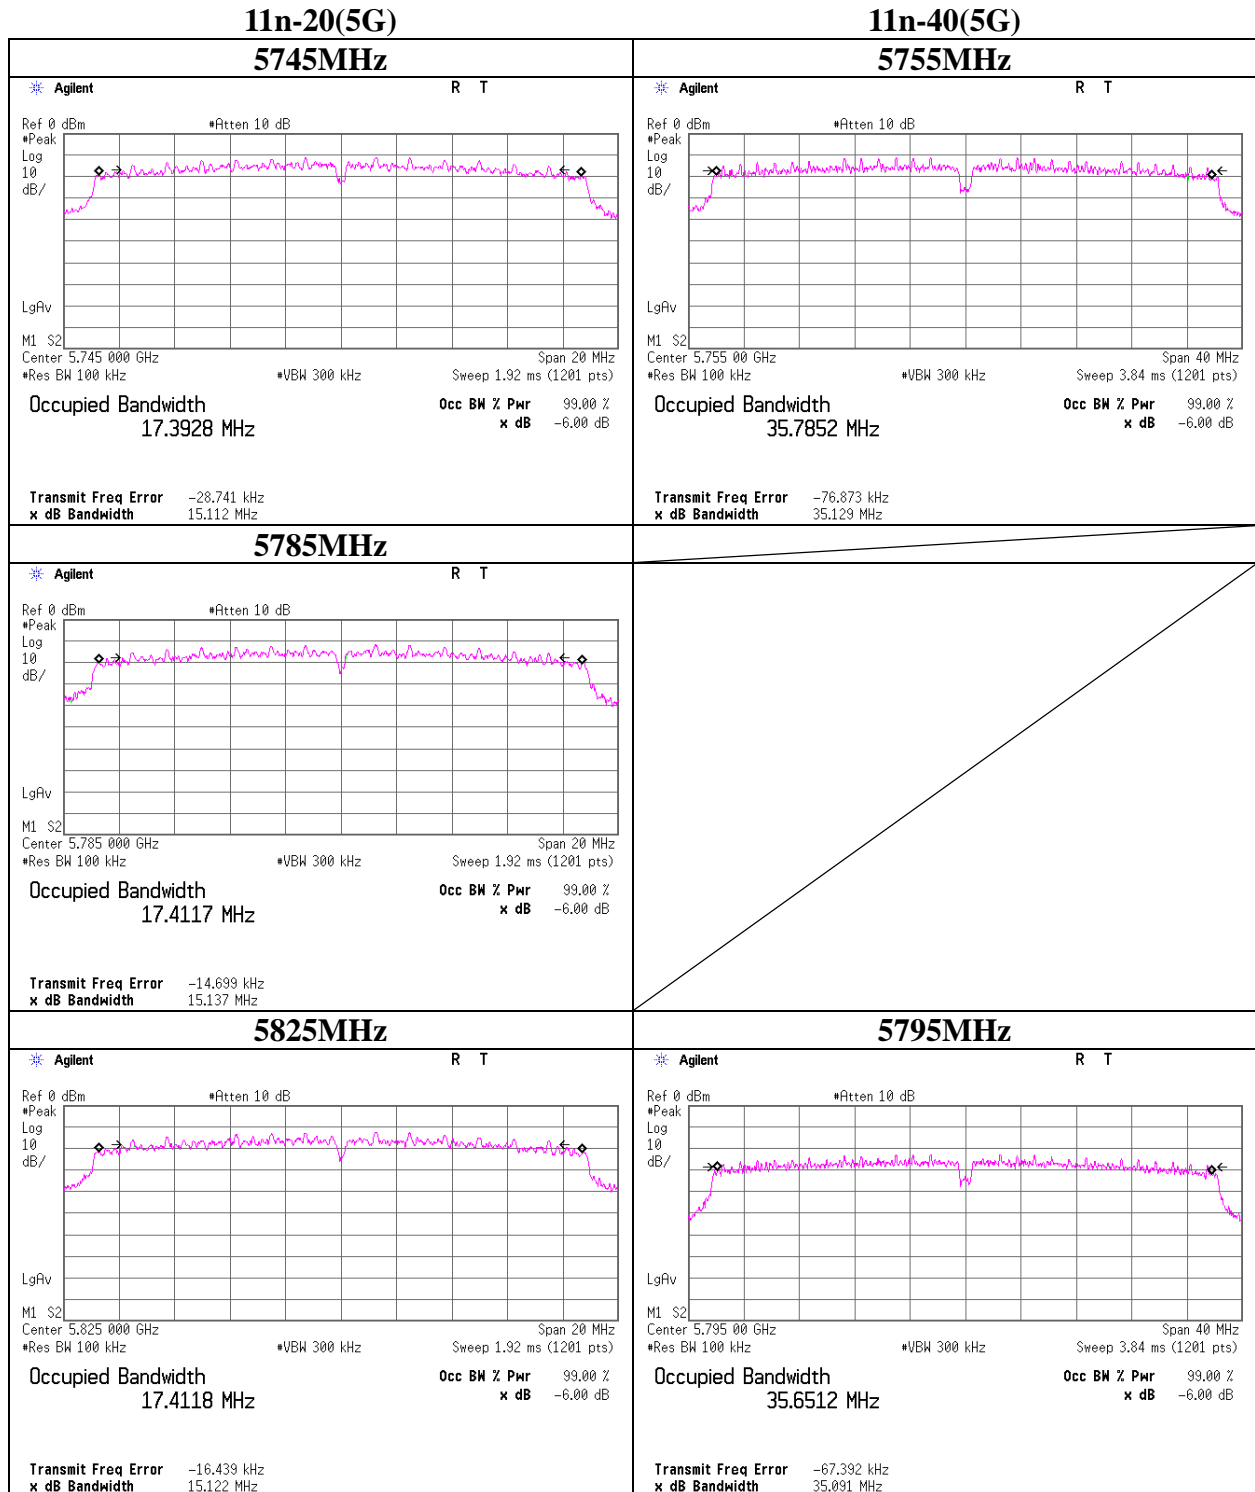 11n-20(5G)
11n-40(5G)
5745MHz
Agilent
R T
Ref 0 dBm
#Atten 10 dB
#Peak
Log
10
dB/
LgAv
M1 S2
Center 5.745 000 GHz
Span 20 MHz
#Res BW 100 kHz
#VBW 300 kHz
Sweep 1.92 ms (1201 pts)
Occupied Bandwidth
17.3928 MHz
Occ BW % Pwr 99.00 %
x dB -6.00 dB
Transmit Freq Error -28.741 kHz
x dB Bandwidth 15.112 MHz
5755MHz
Agilent
R T
Ref 0 dBm
#Atten 10 dB
#Peak
Log
10
dB/
LgAv
M1 S2
Center 5.755 00 GHz
Span 40 MHz
#Res BW 100 kHz
#VBW 300 kHz
Sweep 3.84 ms (1201 pts)
Occupied Bandwidth
35.7852 MHz
Occ BW % Pwr 99.00 %
x dB -6.00 dB
Transmit Freq Error -76.873 kHz
x dB Bandwidth 35.129 MHz
5785MHz
Agilent
R T
Ref 0 dBm
#Atten 10 dB
#Peak
Log
10
dB/
LgAv
M1 S2
Center 5.785 000 GHz
Span 20 MHz
#Res BW 100 kHz
#VBW 300 kHz
Sweep 1.92 ms (1201 pts)
Occupied Bandwidth
17.4117 MHz
Occ BW % Pwr 99.00 %
x dB -6.00 dB
Transmit Freq Error -14.699 kHz
x dB Bandwidth 15.137 MHz
5825MHz
Agilent
R T
Ref 0 dBm
#Atten 10 dB
#Peak
Log
10
dB/
LgAv
M1 S2
Center 5.825 000 GHz
Span 20 MHz
#Res BW 100 kHz
#VBW 300 kHz
Sweep 1.92 ms (1201 pts)
Occupied Bandwidth
17.4118 MHz
Occ BW % Pwr 99.00 %
x dB -6.00 dB
Transmit Freq Error -16.439 kHz
x dB Bandwidth 15.122 MHz
5795MHz
Agilent
R T
Ref 0 dBm
#Atten 10 dB
#Peak
Log
10
dB/
LgAv
M1 S2
Center 5.795 00 GHz
Span 40 MHz
#Res BW 100 kHz
#VBW 300 kHz
Sweep 3.84 ms (1201 pts)
Occupied Bandwidth
35.6512 MHz
Occ BW % Pwr 99.00 %
x dB -6.00 dB
Transmit Freq Error -67.392 kHz
x dB Bandwidth 35.091 MHz